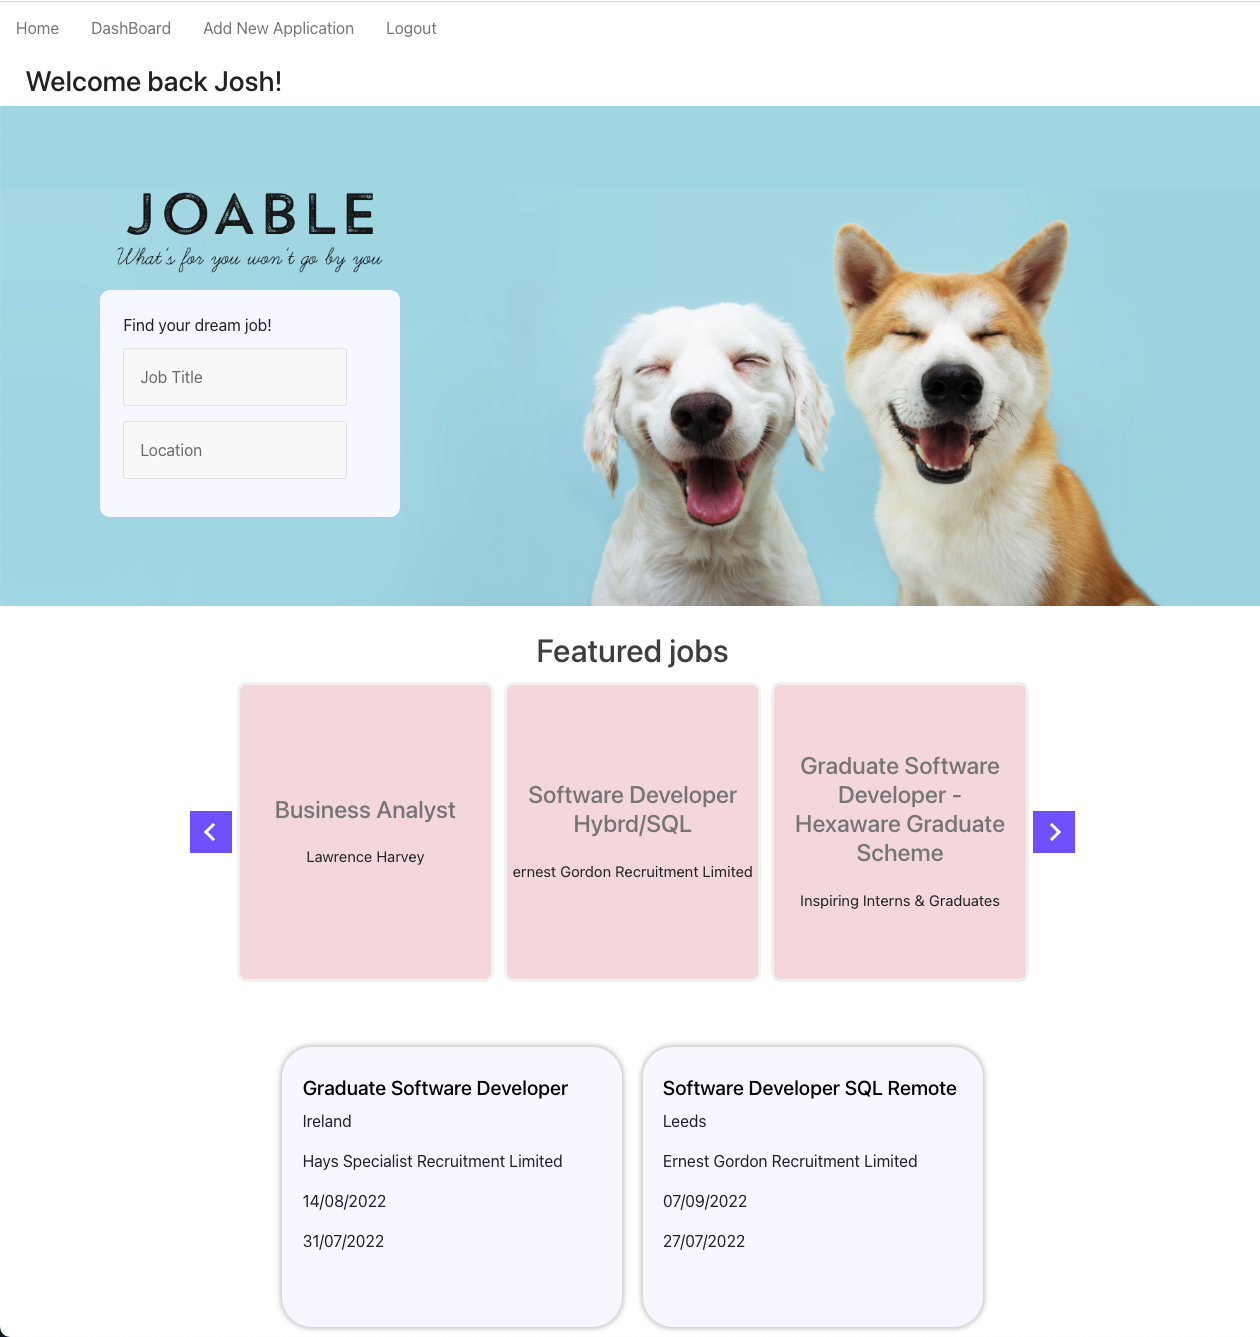 Home DashBoard Add New Application Logout
Welcome back Josh!
JOABLE
What's for you won't go by you
Find your dream job!
Job Title
Location
Featured jobs
Business Analyst
Lawrence Harvey
Software Developer
Hybrd/SQL
ernest Gordon Recruitment Limited
Graduate Software
Developer -
Hexaware Graduate
Scheme
Inspiring Interns & Graduates
Graduate Software Developer
Ireland
Hays Specialist Recruitment Limited
14/08/2022
31/07/2022
Software Developer SQL Remote
Leeds
Ernest Gordon Recruitment Limited
07/09/2022
27/07/2022